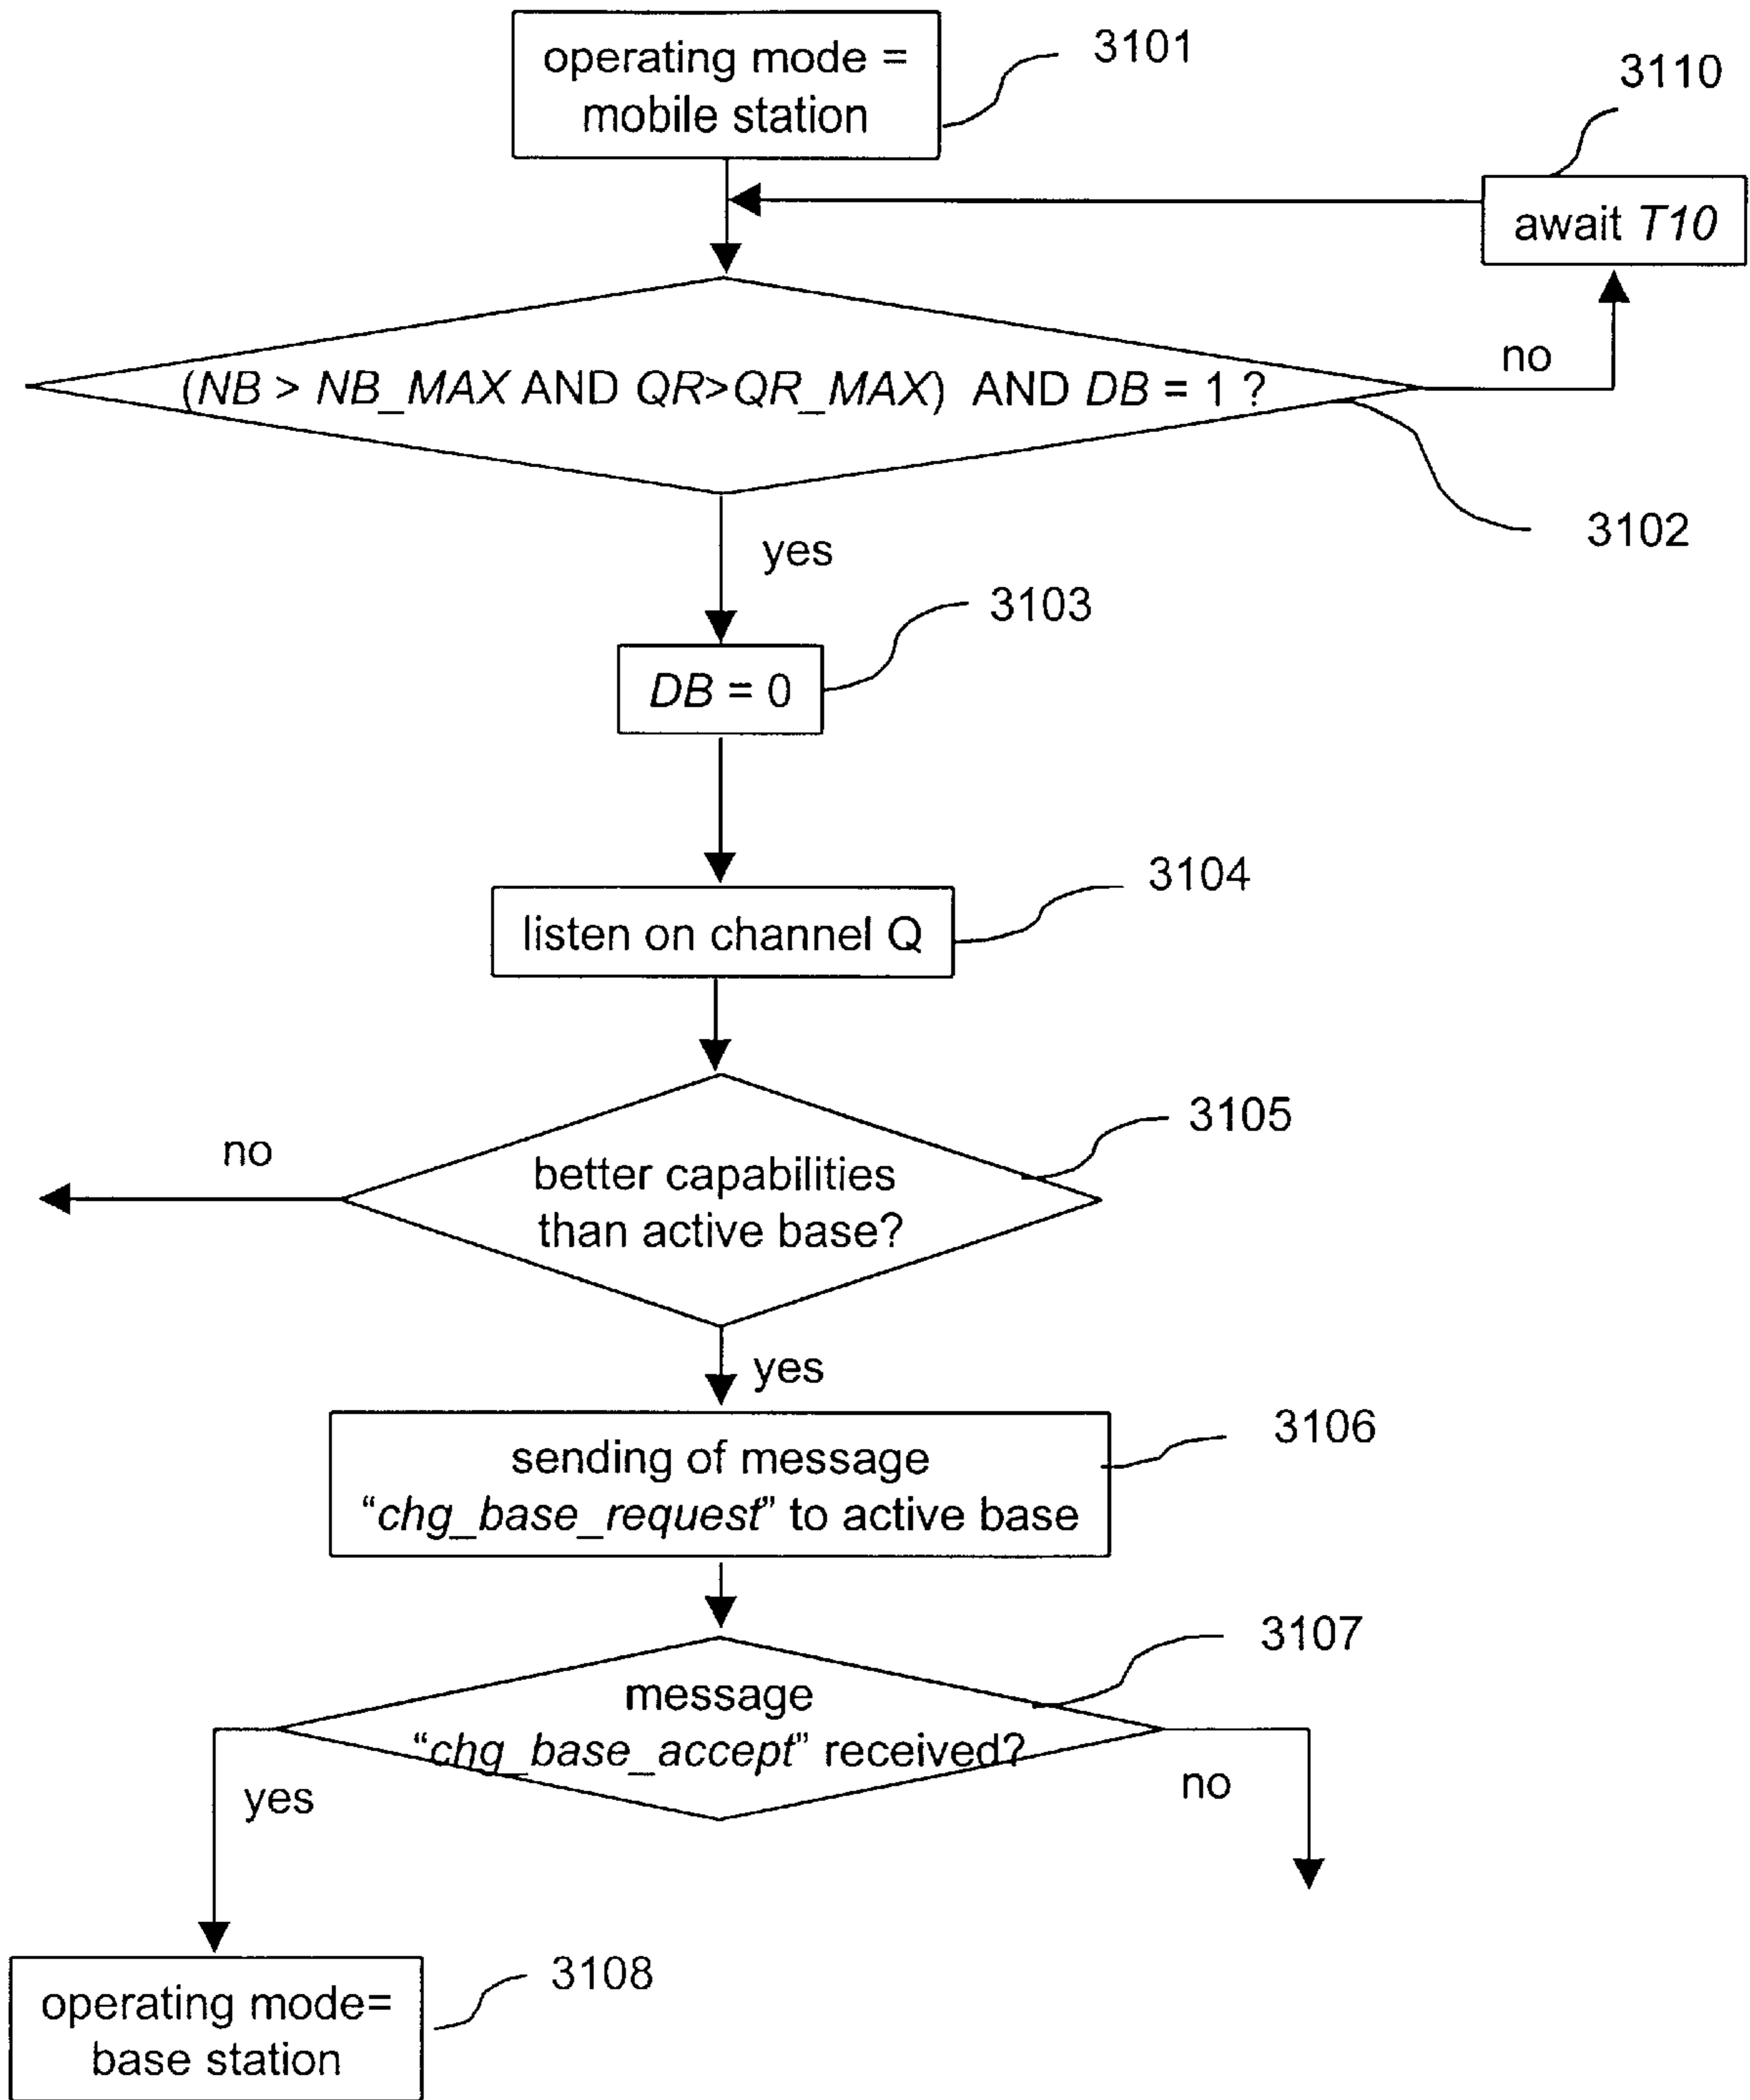 operating mode =
mobile station
3101
3110
await T10
(NB > NB_MAX AND QR>QR_MAX) AND DB = 1 ?
no
3102
yes
3103
DB = 0
3104
listen on channel Q
3105
no
better capabilities
than active base?
yes
3106
sending of message
“chg_base_request” to active base
3107
message
“chg_base_accept” received?
yes
no
3108
operating mode=
base station